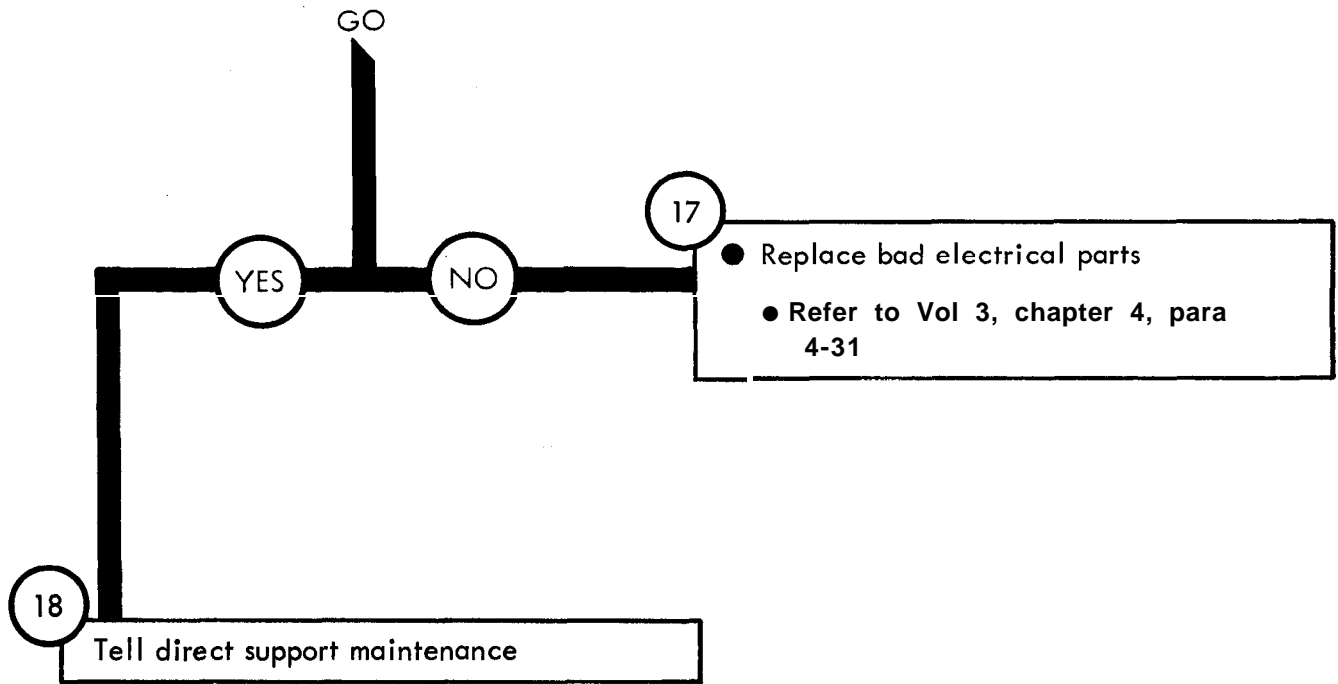 GO
YES
NO
17
● Replace bad electrical parts
● Refer to Vol 3, chapter 4, para
4-31
18
Tell direct support maintenance